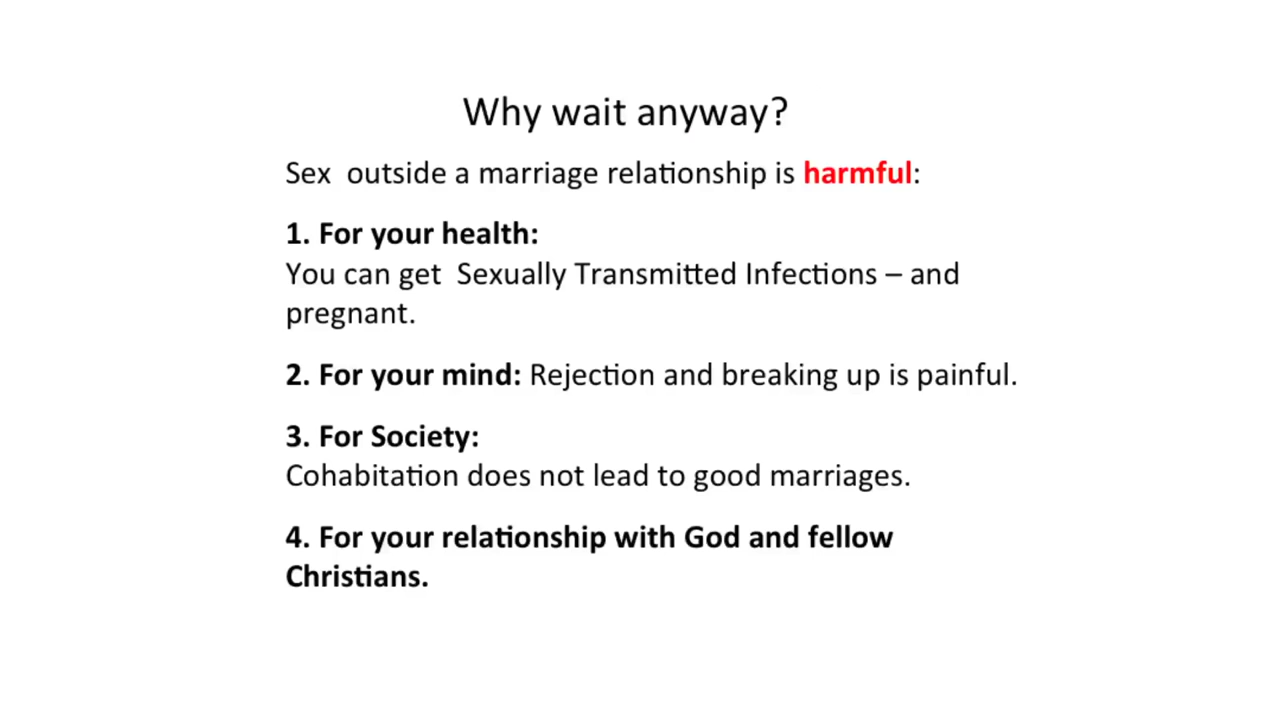 Why wait anyway?
Sex  outside a marriage relationship is harmful:
1. For your health:
You can get  Sexually Transmitted Infections – and
pregnant.
2. For your mind: Rejection and breaking up is painful.
3. For Society:
Cohabitation does not lead to good marriages.
4. For your relationship with God and fellow
Christians.